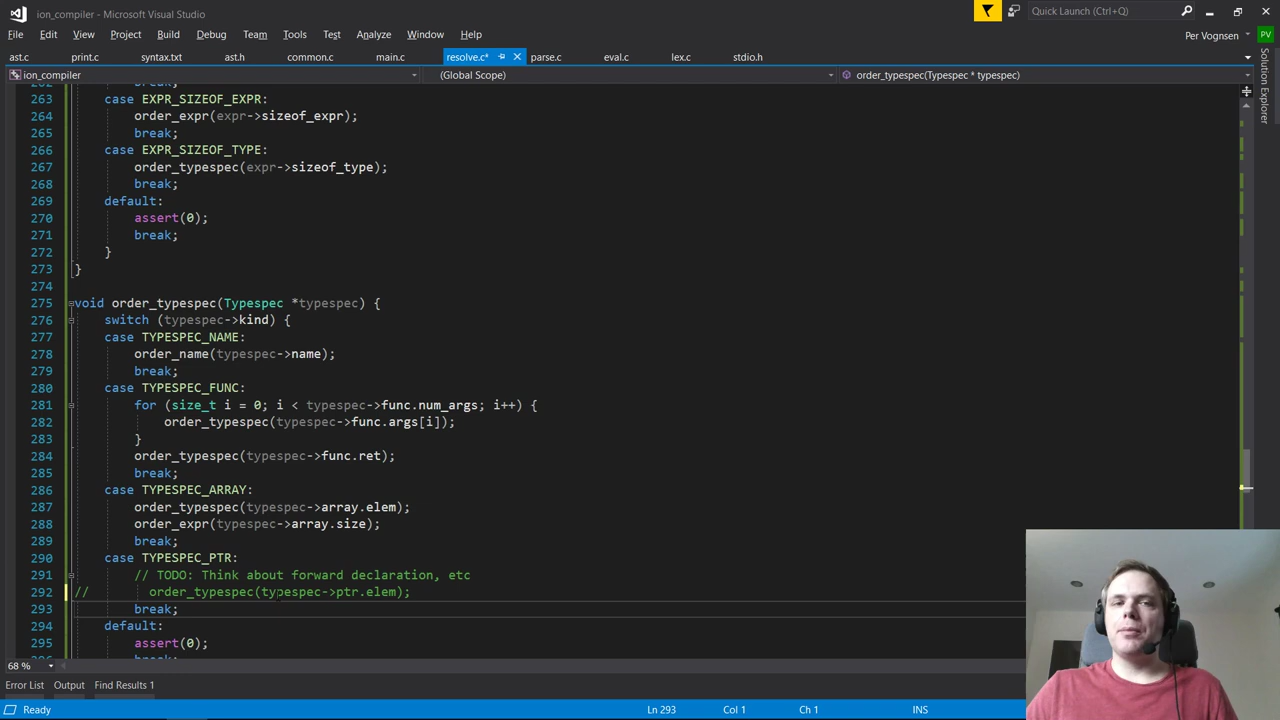 ion_compiler - Microsoft Visual Studio
Quick Launch (Ctrl+Q)
File Edit View Project Build Debug Team Tools Test Analyze Window Help
Per Vognsen PV
ast.c print.c syntax.txt ast.h common.c main.c resolve.c* parse.c eval.c lex.c stdio.h
ion_compiler (Global Scope) order_typespec(Typespec * typespec)
Solution Explorer
263 case EXPR_SIZEOF_EXPR:
264 order_expr(expr->sizeof_expr);
265 break;
266 case EXPR_SIZEOF_TYPE:
267 order_typespec(expr->sizeof_type);
268 break;
269 default:
270 assert(0);
271 break;
272 }
273 }
274
275 void order_typespec(Typespec *typespec) {
276 switch (typespec->kind) {
277 case TYPESPEC_NAME:
278 order_name(typespec->name);
279 break;
280 case TYPESPEC_FUNC:
281 for (size_t i = 0; i < typespec->func.num_args; i++) {
282 order_typespec(typespec->func.args[i]);
283 }
284 order_typespec(typespec->func.ret);
285 break;
286 case TYPESPEC_ARRAY:
287 order_typespec(typespec->array.elem);
288 order_expr(typespec->array.size);
289 break;
290 case TYPESPEC_PTR:
291 // TODO: Think about forward declaration, etc
292 // order_typespec(typespec->ptr.elem);
293 break;
294 default:
295 assert(0);
68 %
Error List Output Find Results 1
Ready Ln 293 Col 1 Ch 1 INS